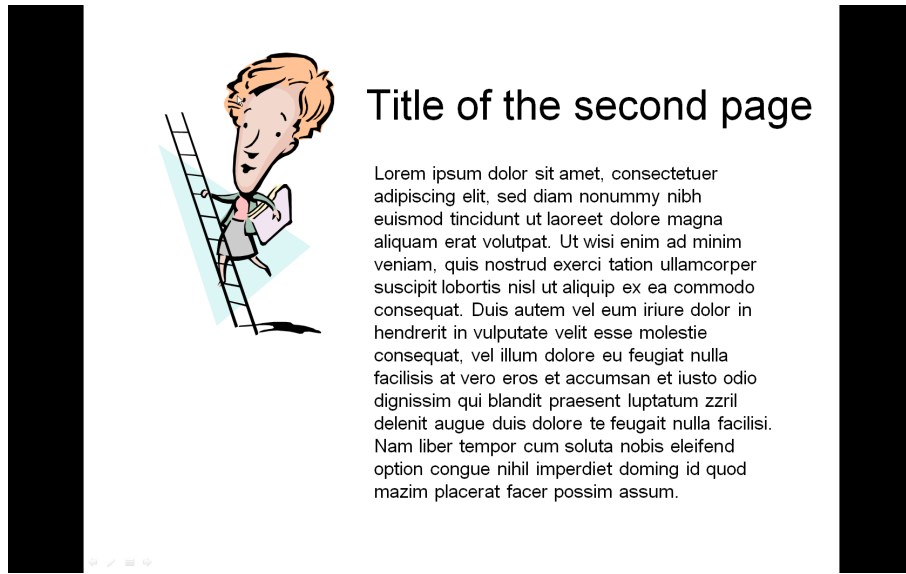 Title of the second page
Lorem ipsum dolor sit amet, consectetuer
adipiscing elit, sed diam nonummy nibh
euismod tincidunt ut laoreet dolore magna
aliquam erat volutpat. Ut wisi enim ad minim
veniam, quis nostrud exerci tation ullamcorper
suscipit lobortis nisl ut aliquip ex ea commodo
consequat. Duis autem vel eum iriure dolor in
hendrerit in vulputate velit esse molestie
consequat, vel illum dolore eu feugiat nulla
facilisis at vero eros et accumsan et iusto odio
dignissim qui blandit praesent luptatum zzril
delenit augue duis dolore te feugait nulla facilisi.
Nam liber tempor cum soluta nobis eleifend
option congue nihil imperdiet doming id quod
mazim placerat facer possim assum.